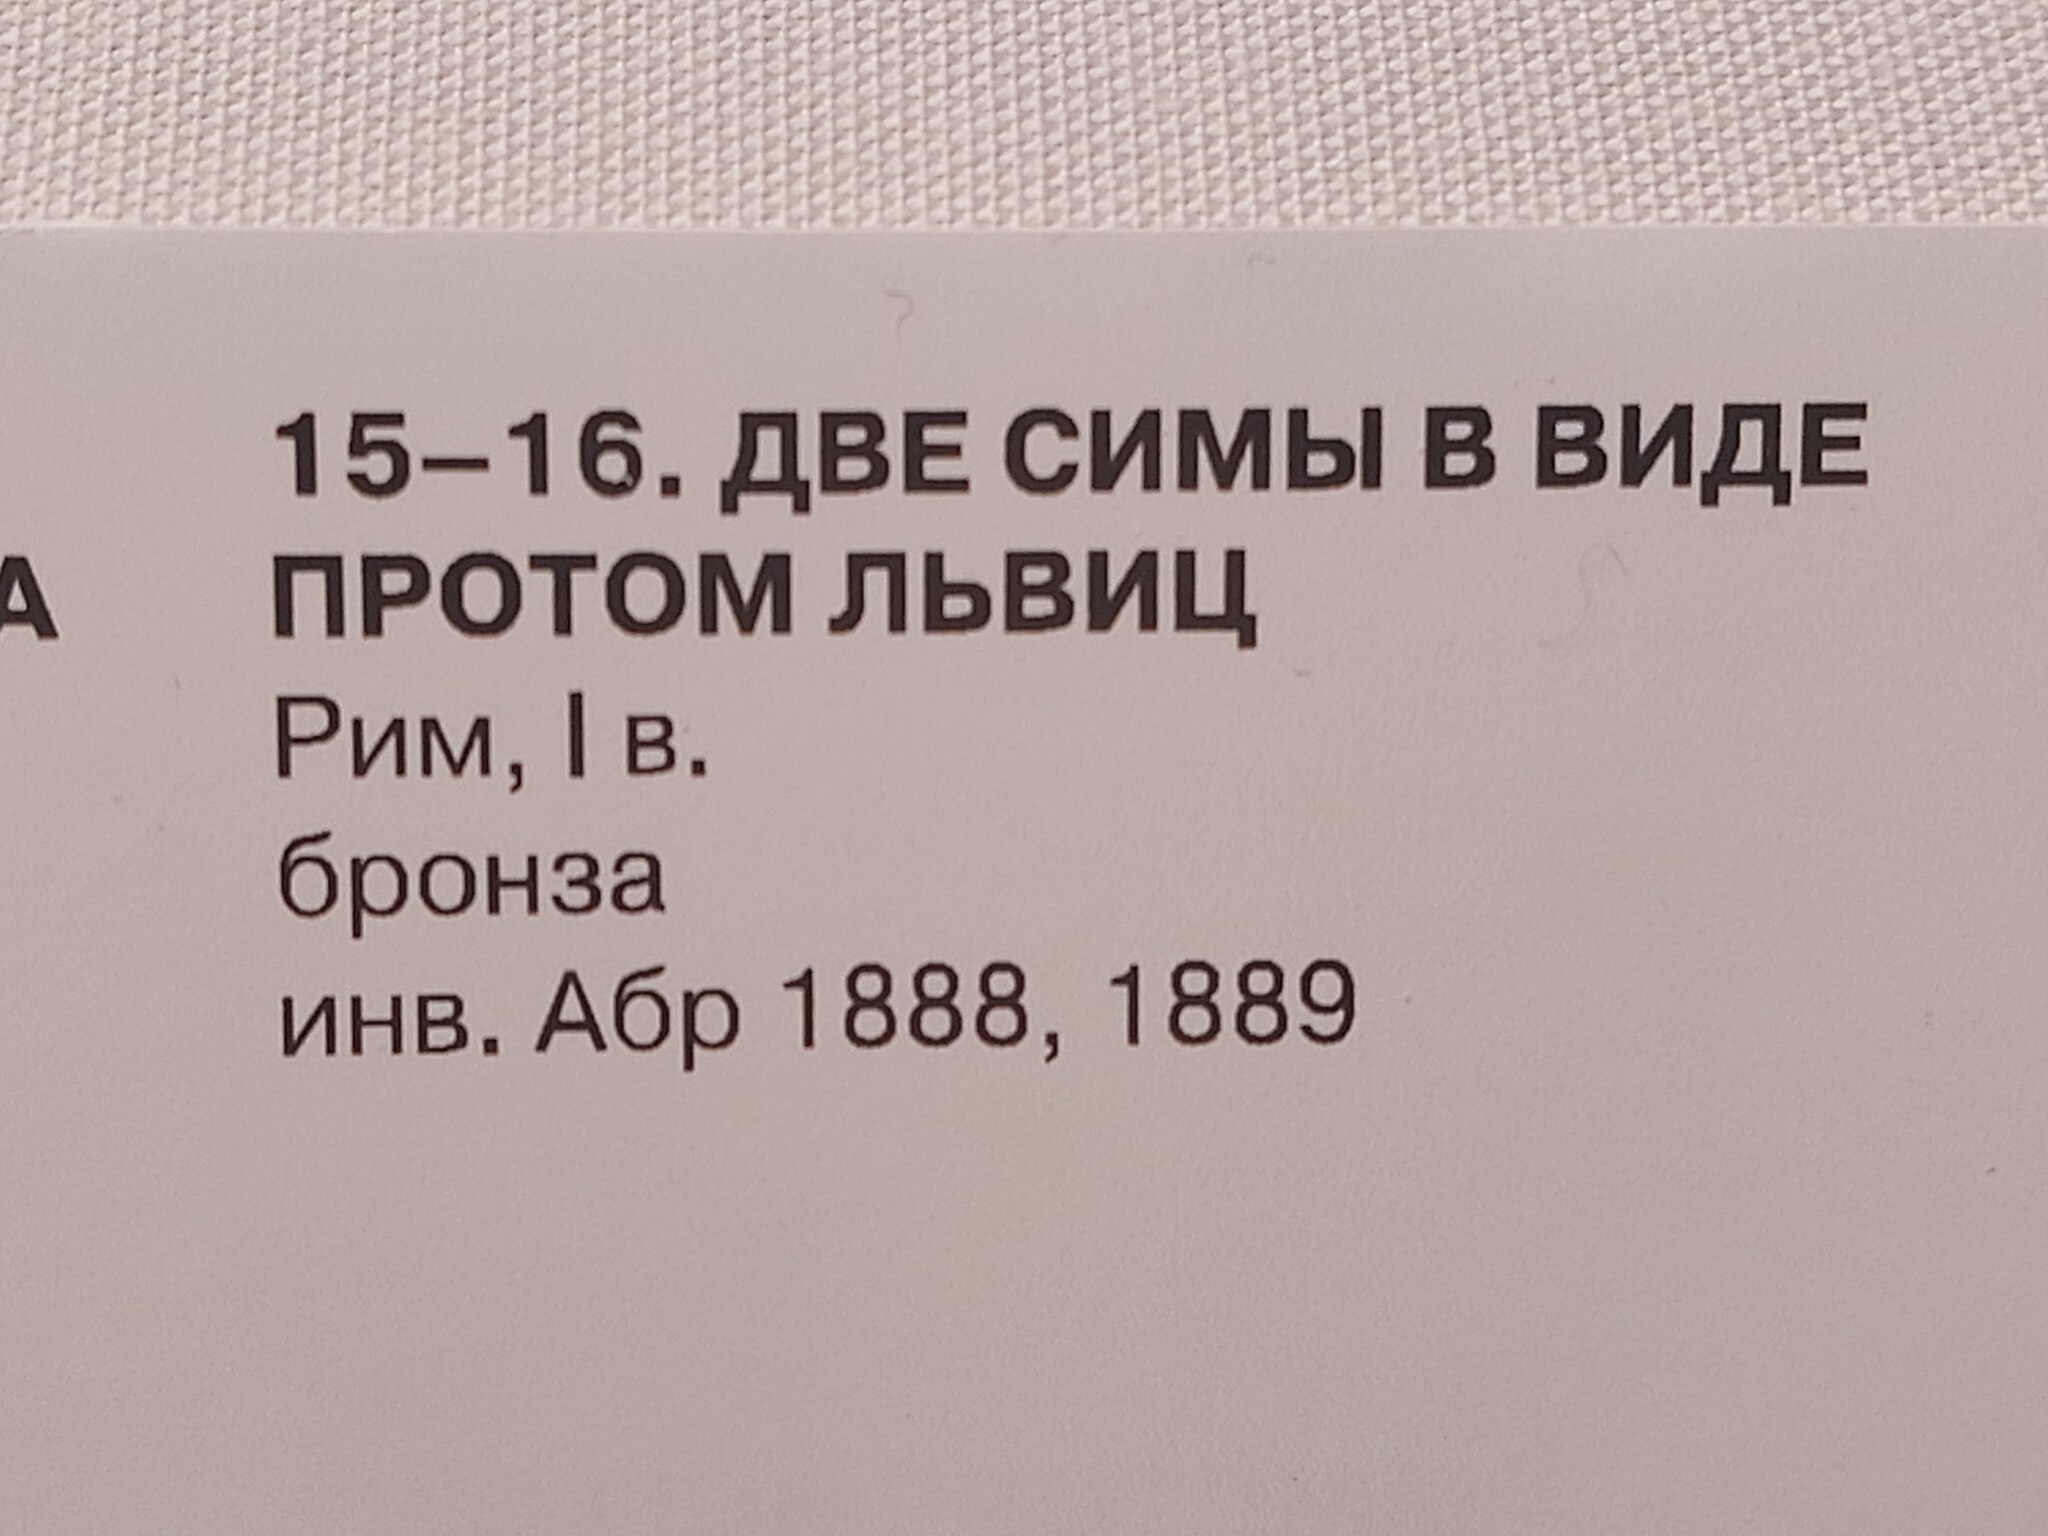 15–16. ДВЕ СИМЫ В ВИДЕ
ПРОТОМ ЛЬВИЦ
Рим, I в.
бронза
инв. Абр 1888, 1889